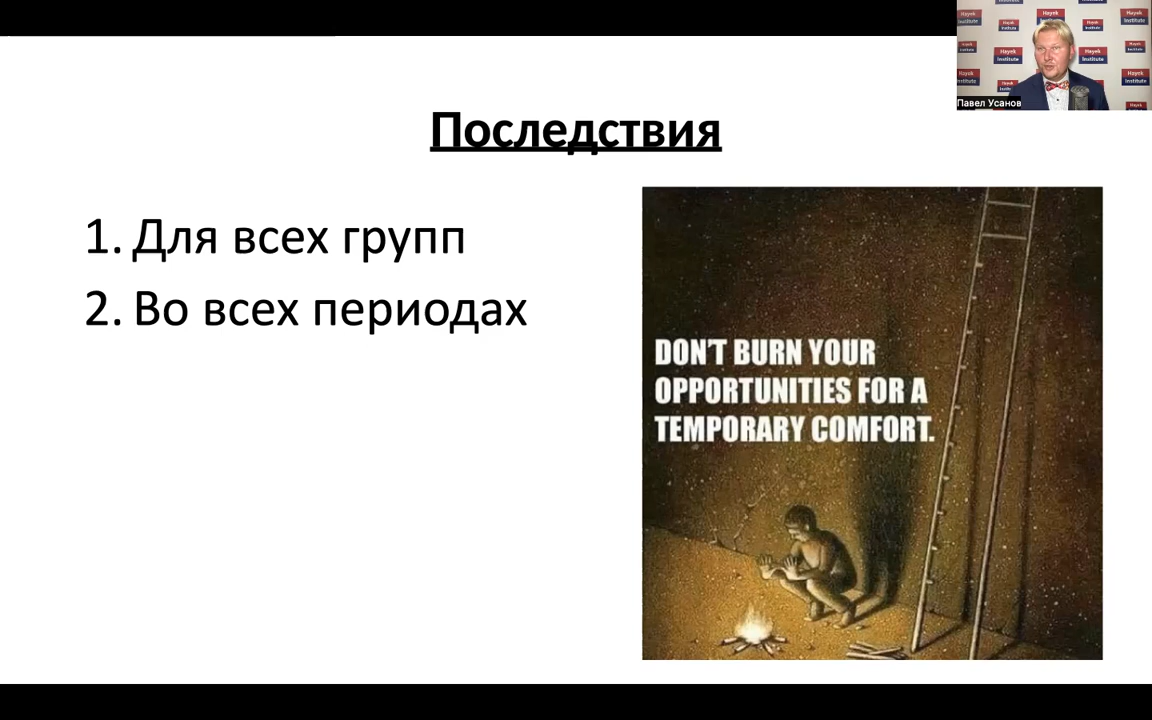 Hayek
Institute
Павел Усанов
Последствия
1. Для всех групп
2. Во всех периодах
DON'T BURN YOUR
OPPORTUNITIES FOR A
TEMPORARY COMFORT.